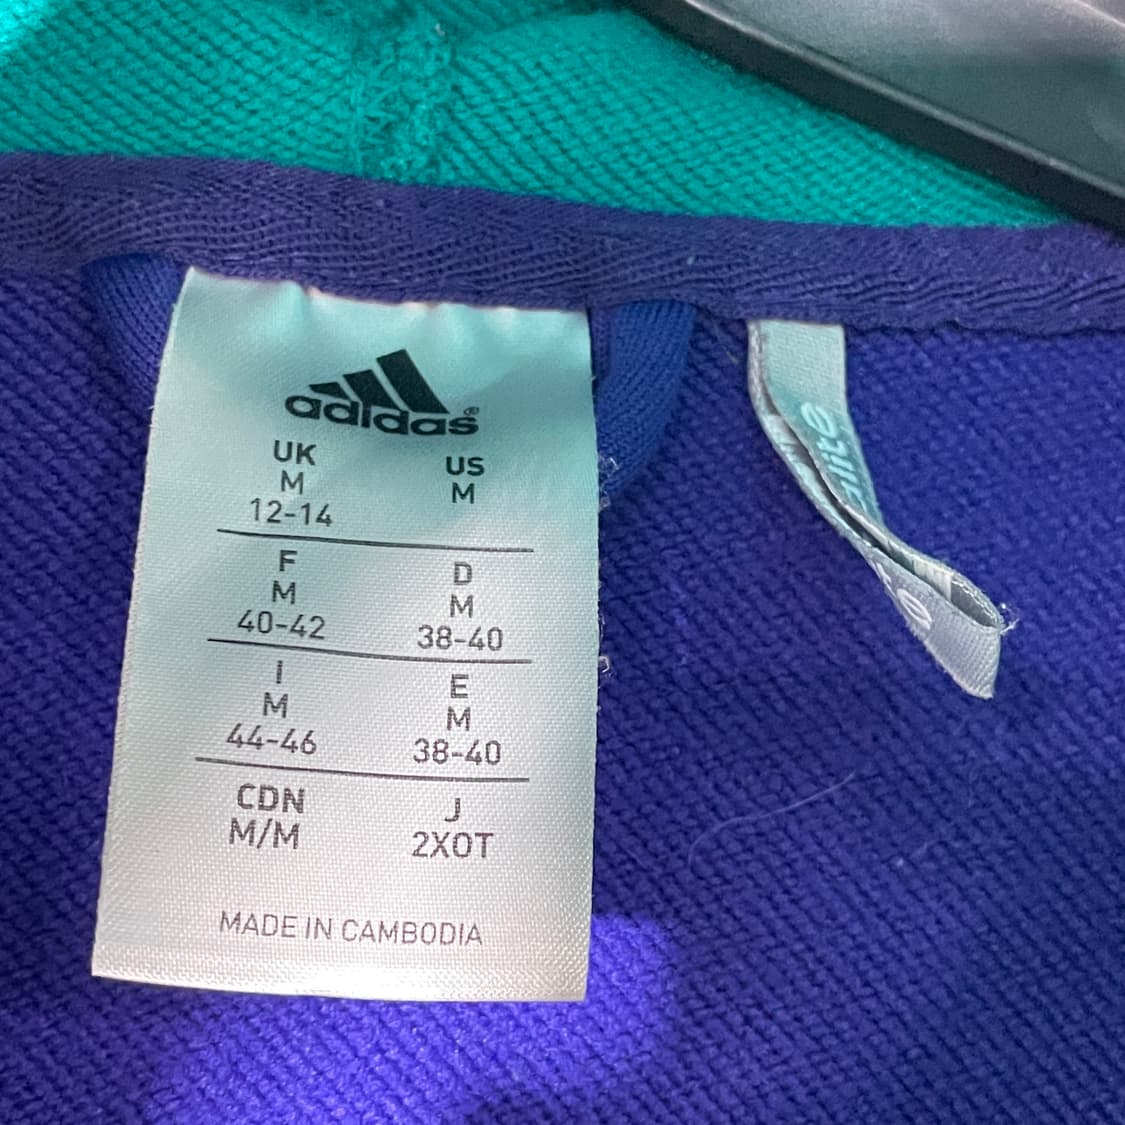 adidas®
UK
M
12-14
US
M
F
M
40-42
D
M
38-40
I
M
44-46
E
M
38-40
CDN
M/M
J
2XOT
MADE IN CAMBODIA